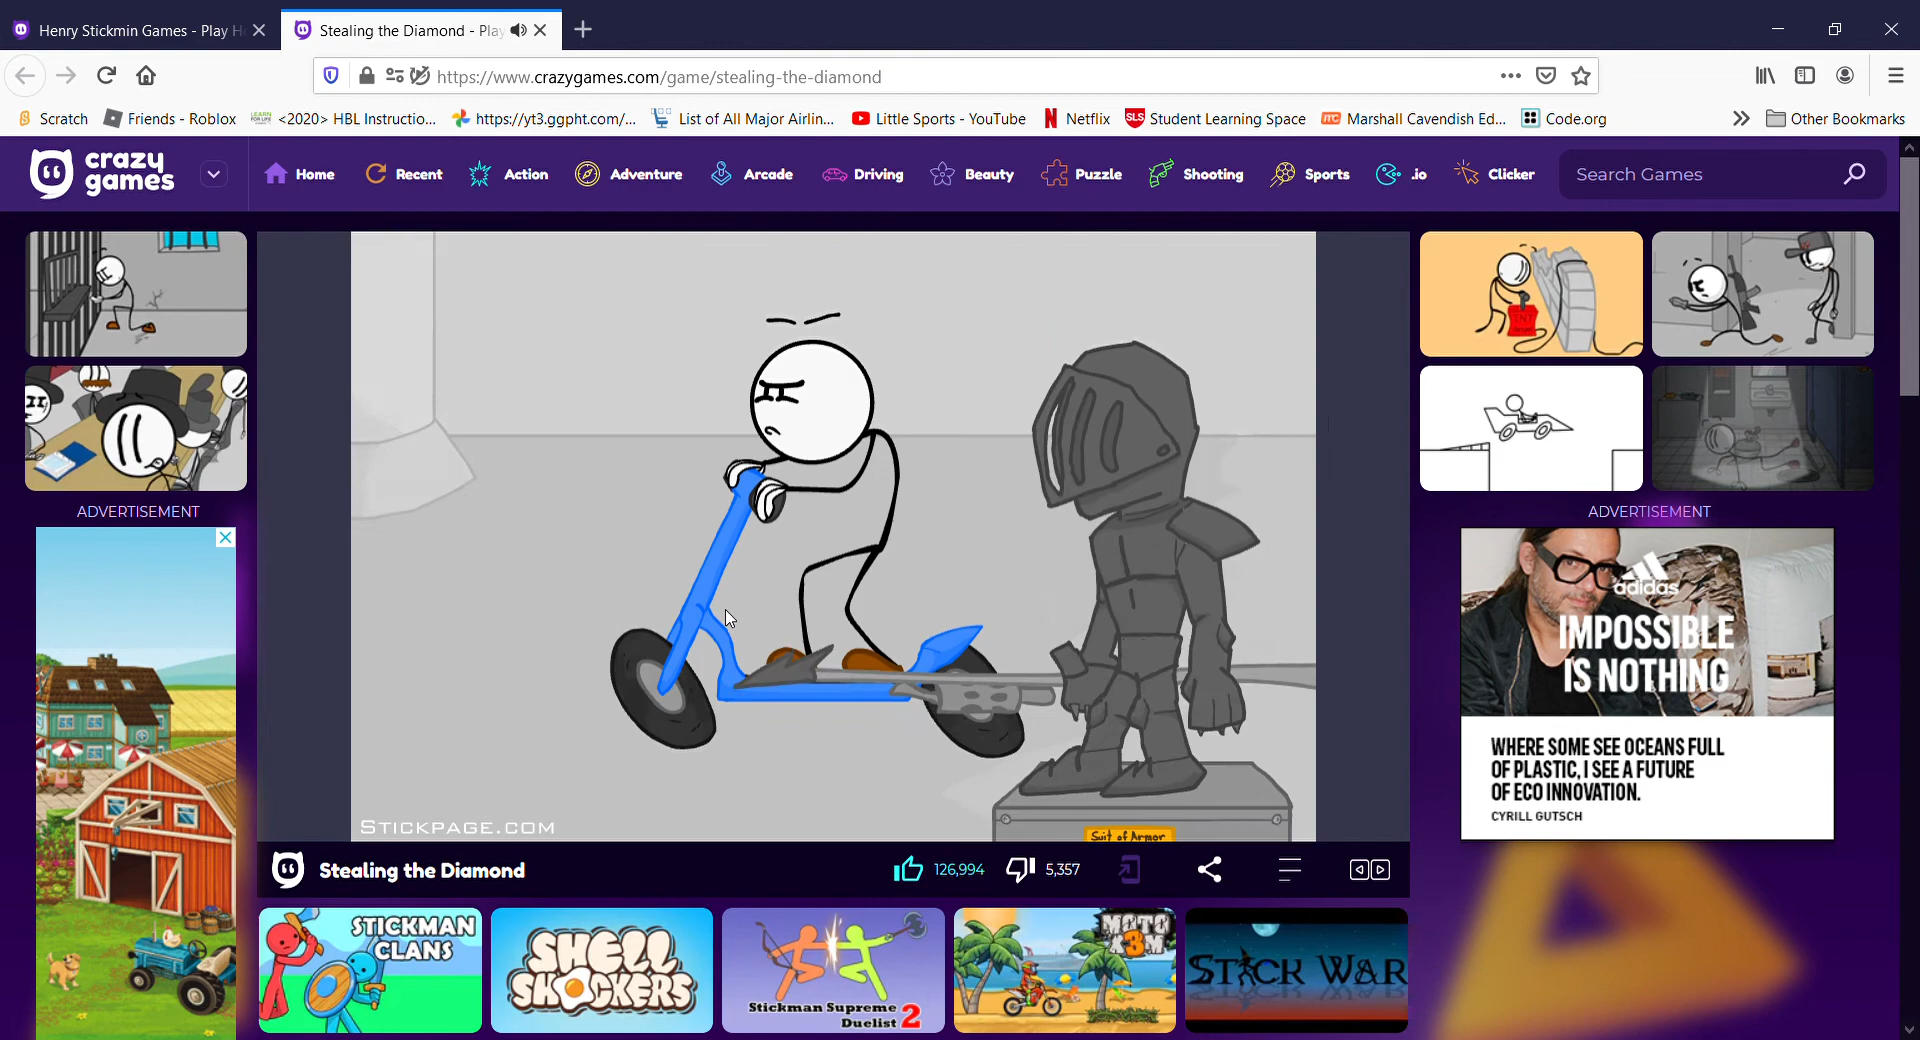 Henry Stickmin Games - Play H
Stealing the Diamond - Play
https://www.crazygames.com/game/stealing-the-diamond
Scratch
Friends - Roblox
<2020> HBL Instructio...
https://yt3.ggpht.com/...
List of All Major Airlin...
Little Sports - YouTube
Netflix
Student Learning Space
Marshall Cavendish Ed...
Code.org
Other Bookmarks
crazy
games
Home
Recent
Action
Adventure
Arcade
Driving
Beauty
Puzzle
Shooting
Sports
.io
Clicker
Search Games
TNT
ADVERTISEMENT
ADVERTISEMENT
adidas
IMPOSSIBLE
IS NOTHING
WHERE SOME SEE OCEANS FULL
OF PLASTIC, I SEE A FUTURE
OF ECO INNOVATION.
CYRILL GUTSCH
STICKPAGE.COM
Suit of Armor
Stealing the Diamond
126,994
5,357
STICKMAN
CLANS
SHELL
SHOCKERS
Stickman Supreme
Duelist 2
MOTO
X3M
STICK WAR